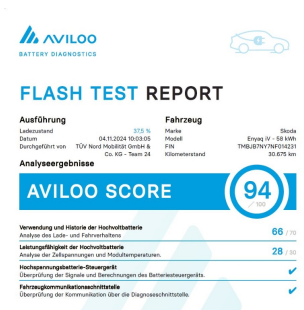 AVILOO
BATTERY DIAGNOSTICS
FLASH TEST REPORT
Ausführung
Ladezustand 37,5 %
Datum 04.11.2024 10:03:05
Durchgeführt von TÜV Nord Mobilität GmbH &
Co. KG - Team 24
Fahrzeug
Marke Skoda
Modell Enyaq iV - 58 kWh
FIN TMBJB7NY7NF014231
Kilometerstand 30.675 km
Analyseergebnisse
AVILOO SCORE
94
/ 100
Verwendung und Historie der Hochvoltbatterie
Analyse des Lade- und Fahrverhaltens
66 / 70
Leistungsfähigkeit der Hochvoltbatterie
Analyse der Zellspannungen und Modultemperaturen.
28 / 30
Hochspannungsbatterie-Steuergerät
Überprüfung der Signale und Berechnungen des Batteriesteuergeräts.
Fahrzeugkommunikationsschnittstelle
Überprüfung der Kommunikation über die Diagnoseschnittstelle.